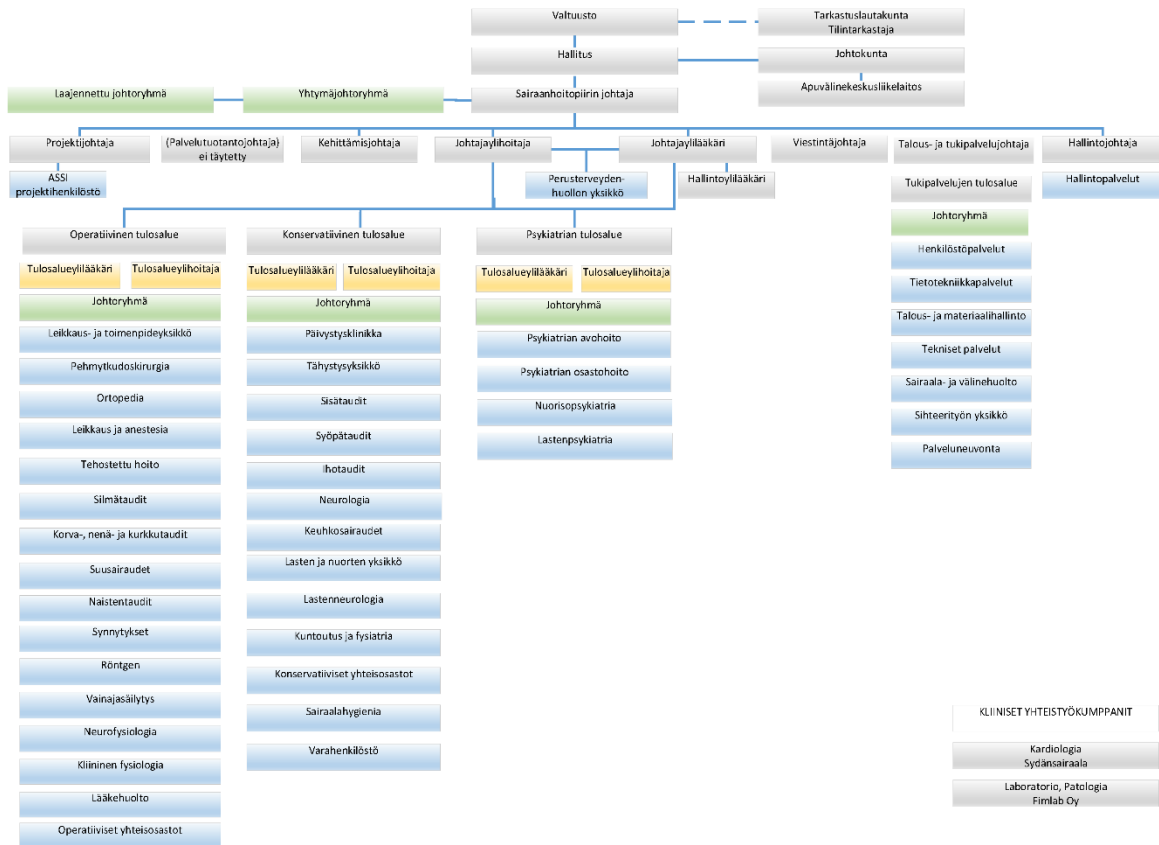 Valtuusto
Tarkastuslautakunta
Tilintarkastaja
Hallitus
Johtokunta
Laajennettu johtoryhmä
Yhtymäjohtoryhmä
Sairaanhoitopiirin johtaja
Apuvälinekeskusliikelaitos
Projektijohtaja
(Palvelutuotantojohtaja)
ei täytetty
Kehittämisjohtaja
Johtajaylihoitaja
Johtajaylilääkäri
Viestintäjohtaja
Talous- ja tukipalvelujohtaja
Hallintojohtaja
ASSI
projektihenkilöstö
Perusterveyden-
huollon yksikkö
Hallintoylilääkäri
Tukipalvelujen tulosalue
Hallintopalvelut
Operatiivinen tulosalue
Tulosalueylilääkäri
Tulosalueylihoitaja
Johtoryhmä
Leikkaus- ja toimenpideyksikkö
Pehmytkudoskirurgia
Ortopedia
Leikkaus ja anestesia
Tehostettu hoito
Silmätaudit
Korva-, nenä- ja kurkkutaudit
Suusairaudet
Naistentaudit
Synnytykset
Röntgen
Vainajasäilytys
Neurofysiologia
Kliininen fysiologia
Lääkehuolto
Operatiiviset yhteisosastot
Konservatiivinen tulosalue
Tulosalueylilääkäri
Tulosalueylihoitaja
Johtoryhmä
Päivystysklinikka
Tähystysyksikkö
Sisätaudit
Syöpätaudit
Ihotaudit
Neurologia
Keuhkosairaudet
Lasten ja nuorten yksikkö
Lastenneurologia
Kuntoutus ja fysiatria
Konservatiiviset yhteisosastot
Sairaalahygienia
Varahenkilöstö
Psykiatrian tulosalue
Tulosalueylilääkäri
Tulosalueylihoitaja
Johtoryhmä
Psykiatrian avohoito
Psykiatrian osastohoito
Nuorisopsykiatria
Lastenpsykiatria
Johtoryhmä
Henkilöstöpalvelut
Tietotekniikkapalvelut
Talous- ja materiaalihallinto
Tekniset palvelut
Sairaala- ja välinehuolto
Sihteerityön yksikkö
Palveluneuvonta
KLIINISET YHTEISTYÖKUMPPANIT
Kardiologia
Sydänsairaala
Laboratorio, Patologia
Fimlab Oy